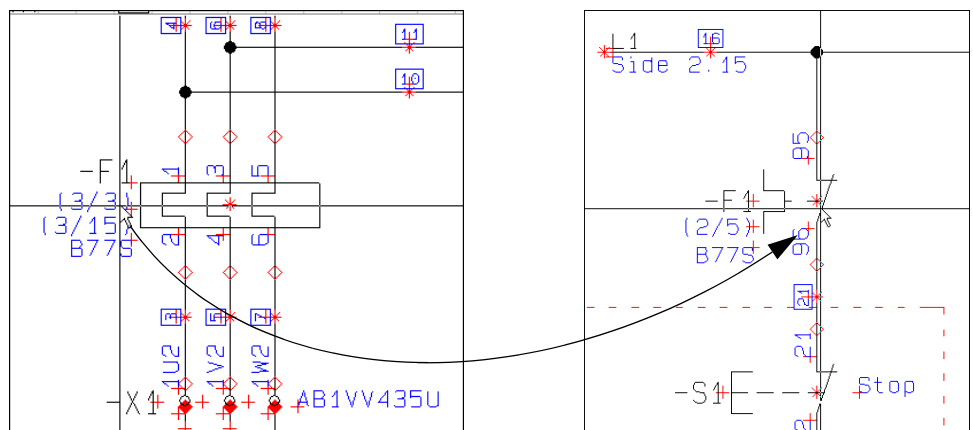 4 6 8
11
10
-F1 1 3 5
(3/3)
(3/15)
B77S
2 4 6
3 5 7
1U2 1V2 1W2
-X1 AB1VV435U
L1 16
Side 2.15
95
-F1
(2/5)
B77S
96
21
21
-S1 Stop